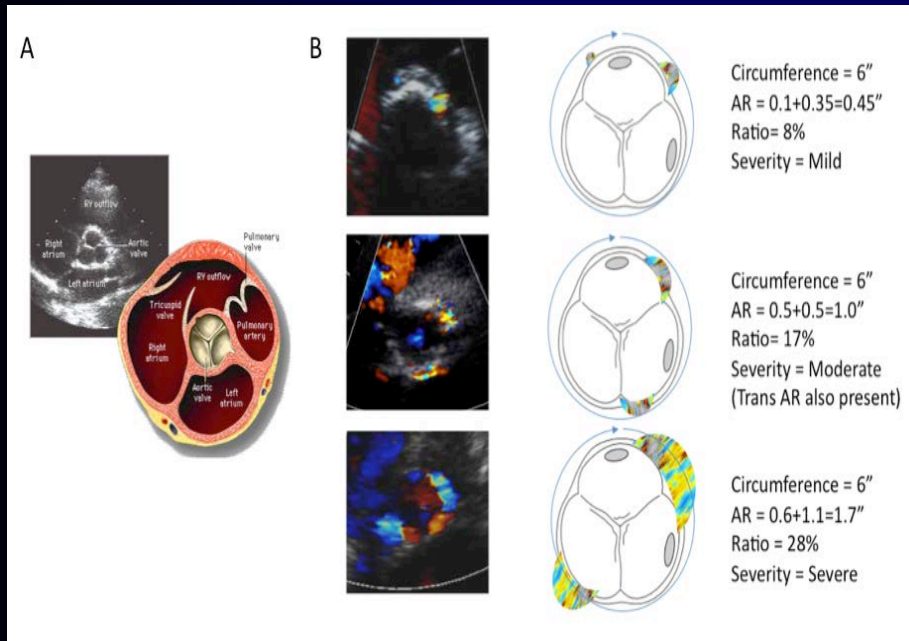 A
B
RV outflow
Right
atrium
Aortic
valve
Left atrium
Pulmonary
valve
RV outflow
Tricuspid
valve
Pulmonary
artery
Right
atrium
Aortic
valve
Left
atrium
Circumference = 6”
AR = 0.1+0.35=0.45”
Ratio= 8%
Severity = Mild
Circumference = 6”
AR = 0.5+0.5=1.0”
Ratio= 17%
Severity = Moderate
(Trans AR also present)
Circumference = 6”
AR = 0.6+1.1=1.7”
Ratio = 28%
Severity = Severe